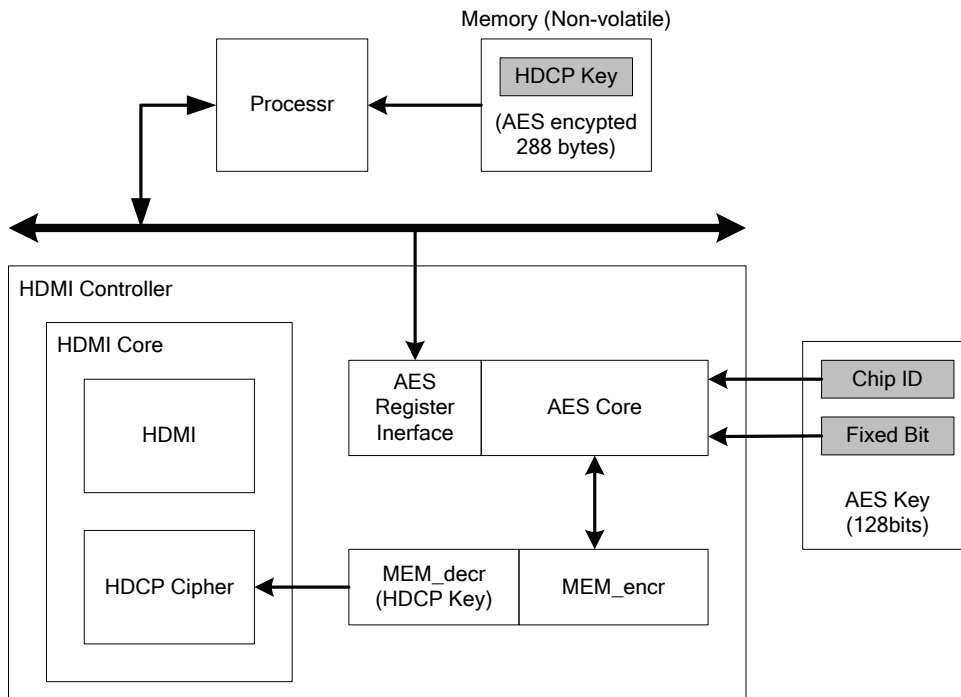 Memory (Non-volatile)
Processr
HDCP Key
(AES encypted
288 bytes)
HDMI Controller
HDMI Core
HDMI
HDCP Cipher
AES
Register
Inerface
AES Core
MEM_decr
(HDCP Key)
MEM_encr
Chip ID
Fixed Bit
AES Key
(128bits)